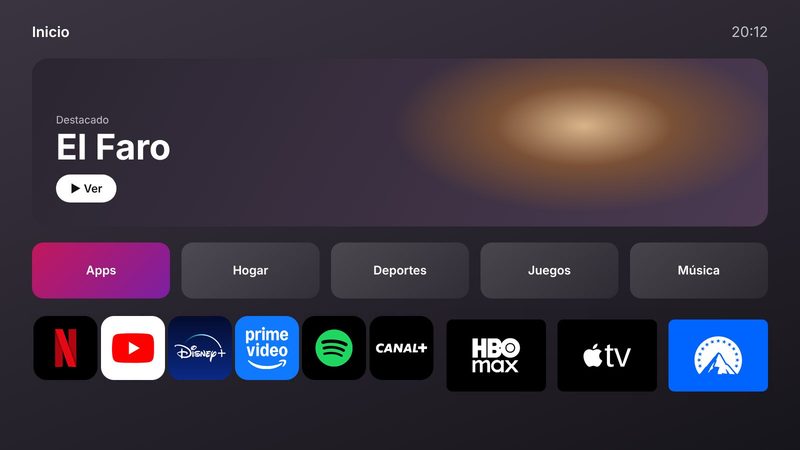 Inicio
20:12
Destacado
El Faro
Ver
Apps
Hogar
Deportes
Juegos
Música
N
Disney+
prime video
CANAL+
HBO max
tv